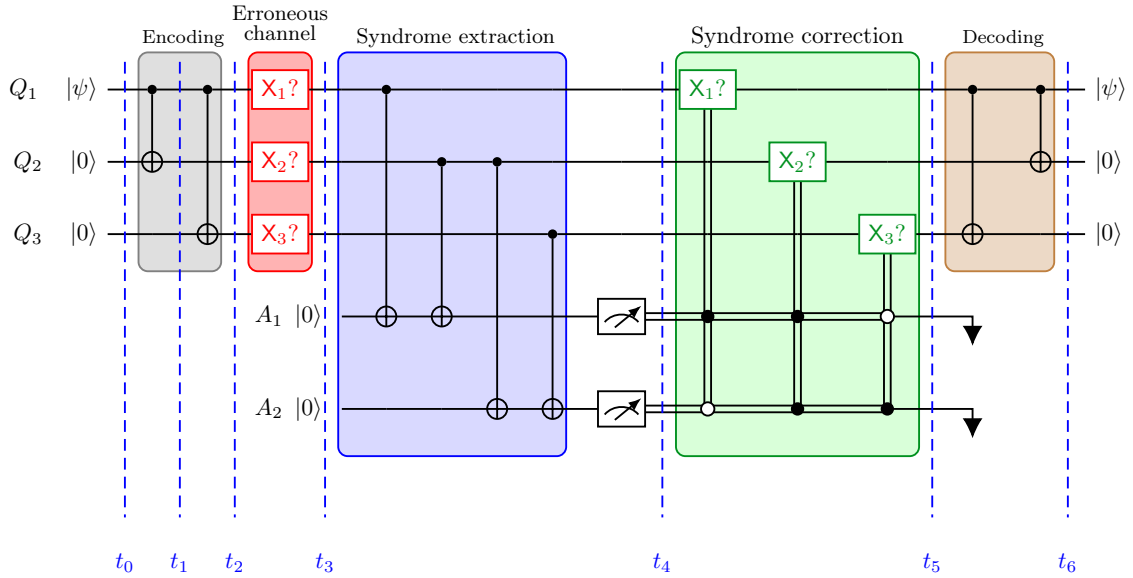 Encoding
Erroneous
channel
Syndrome extraction
Syndrome correction
Decoding
Q₁ |ψ⟩ X₁? X₁? |ψ⟩
Q₂ |0⟩ X₂? X₂? |0⟩
Q₃ |0⟩ X₃? X₃? |0⟩
A₁ |0⟩
A₂ |0⟩
t₀ t₁ t₂ t₃ t₄ t₅ t₆